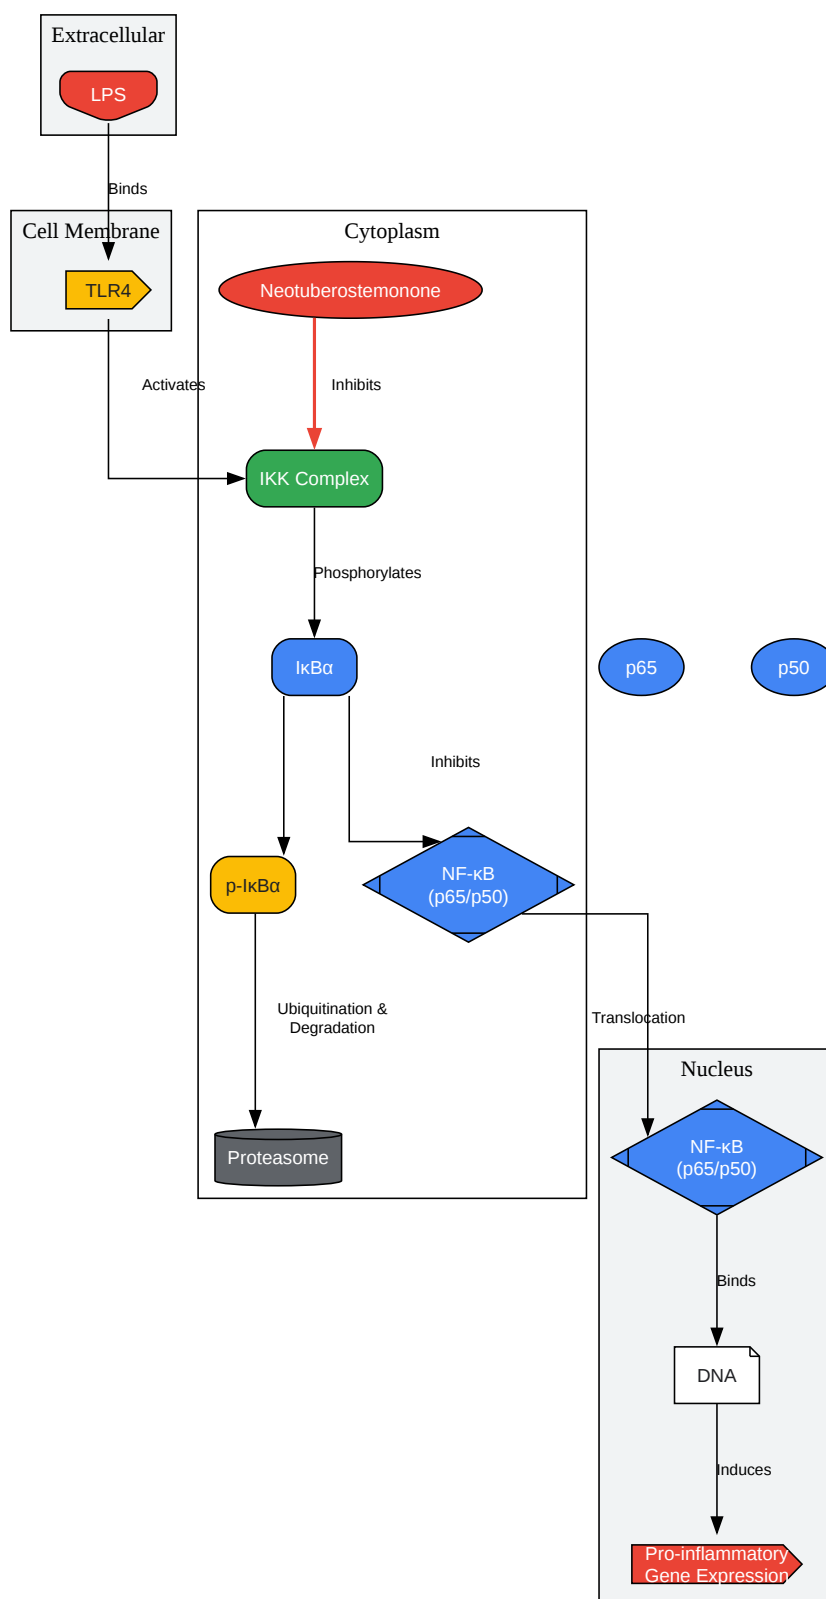 Extracellular
LPS
Binds
Cell Membrane
TLR4
Cytoplasm
Neotuberostemonone
Activates
Inhibits
IKK Complex
Phosphorylates
IκBα
p65
p50
Inhibits
p-IκBα
NF-κB
(p65/p50)
Ubiquitination &
Degradation
Translocation
Nucleus
Proteasome
NF-κB
(p65/p50)
Binds
DNA
Induces
Pro-inflammatory
Gene Expression